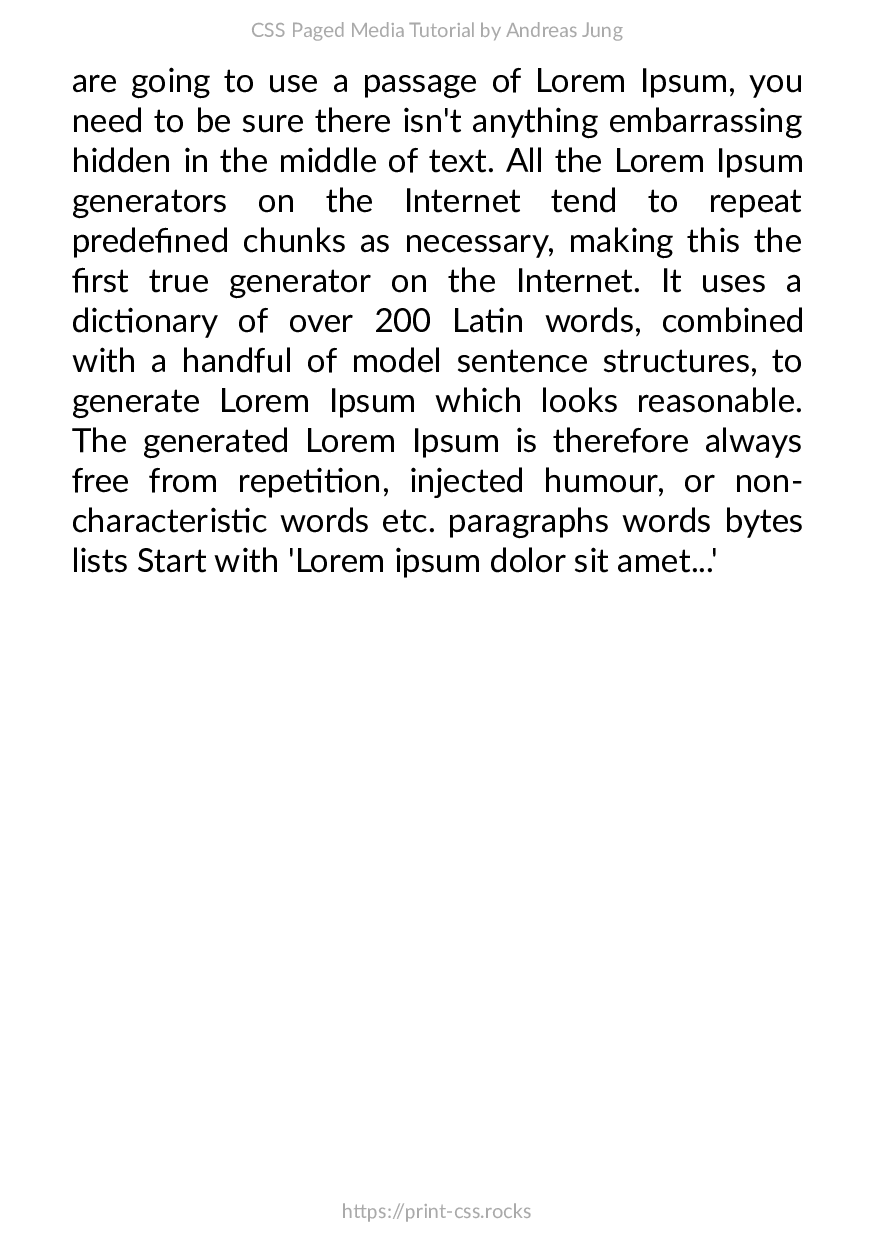 CSS Paged Media Tutorial by Andreas Jung
are going to use a passage of Lorem Ipsum, you
need to be sure there isn't anything embarrassing
hidden in the middle of text. All the Lorem Ipsum
generators on the Internet tend to repeat
predefined chunks as necessary, making this the
first true generator on the Internet. It uses a
dictionary of over 200 Latin words, combined
with a handful of model sentence structures, to
generate Lorem Ipsum which looks reasonable.
The generated Lorem Ipsum is therefore always
free from repetition, injected humour, or non-
characteristic words etc. paragraphs words bytes
lists Start with 'Lorem ipsum dolor sit amet...'
https://print-css.rocks